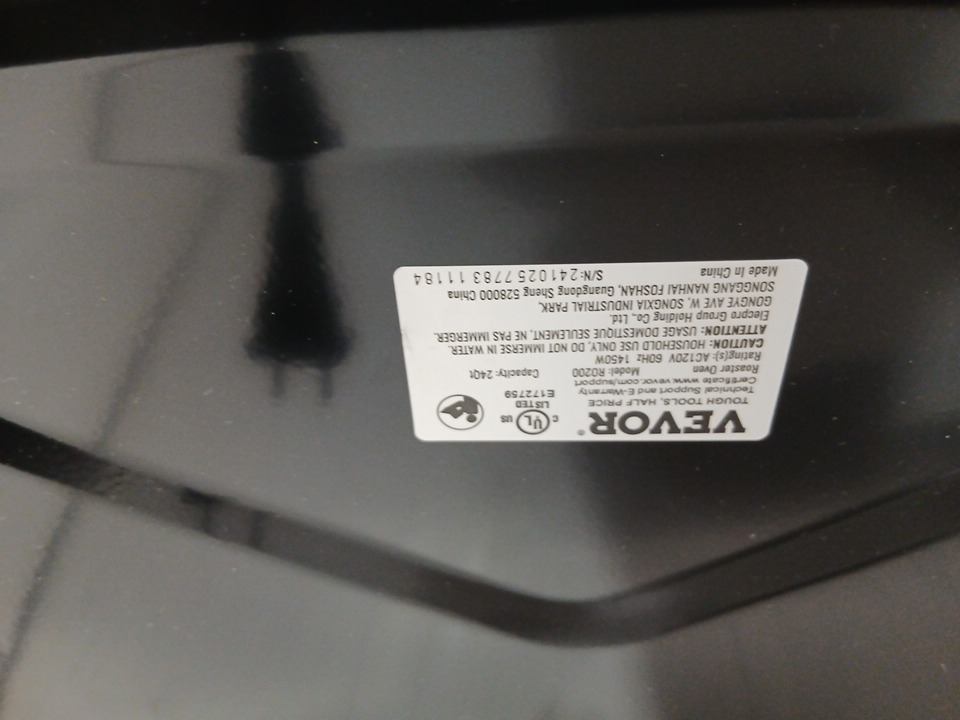 VEVOR®
TOUGH TOOLS, HALF PRICE
Technical Support and E-Warranty
Certificate www.vevor.com/support
C UL US LISTED
E172759
Roaster Oven Model: RO200 Capacity: 24Qt
Rating(s): AC120V 60Hz 1450W
CAUTION: HOUSEHOLD USE ONLY, DO NOT IMMERSE IN WATER.
ATTENTION: USAGE DOMESTIQUE SEULEMENT, NE PAS IMMERGER.
Elecpro Group Holding Co., Ltd.
GONGYE AVE W, SONGXIA INDUSTRIAL PARK,
SONGGANG NANHAI FOSHAN, Guangdong Sheng 528000 China
Made In China S/N:241025 7783 11184